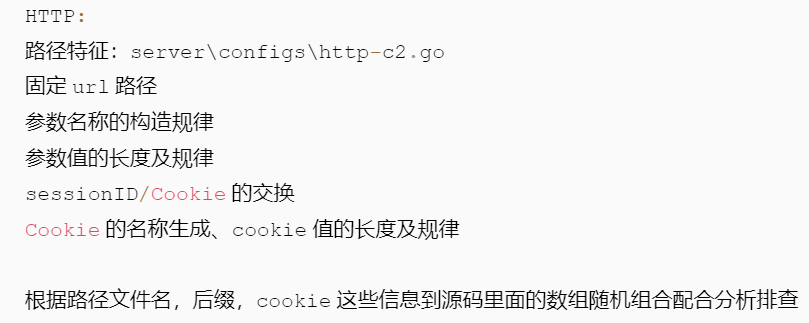 HTTP:
路径特征：server\configs\http-c2.go
固定 url 路径
参数名称的构造规律
参数值的长度及规律
sessionID/Cookie 的交换
Cookie 的名称生成、cookie 值的长度及规律
根据路径文件名，后缀，cookie 这些信息到源码里面的数组随机组合配合分析排查